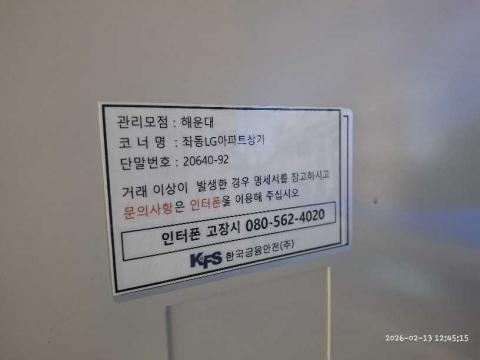 관리모점 : 해운대
코 너 명 : 좌동LG아파트상가
단말번호 : 20640-92
거래 이상이 발생한 경우 명세서를 참고하시고
문의사항은 인터폰을 이용해 주십시오
인터폰 고장시 080-562-4020
KFS 한국금융안전(주)
2026-02-13 12:45:15